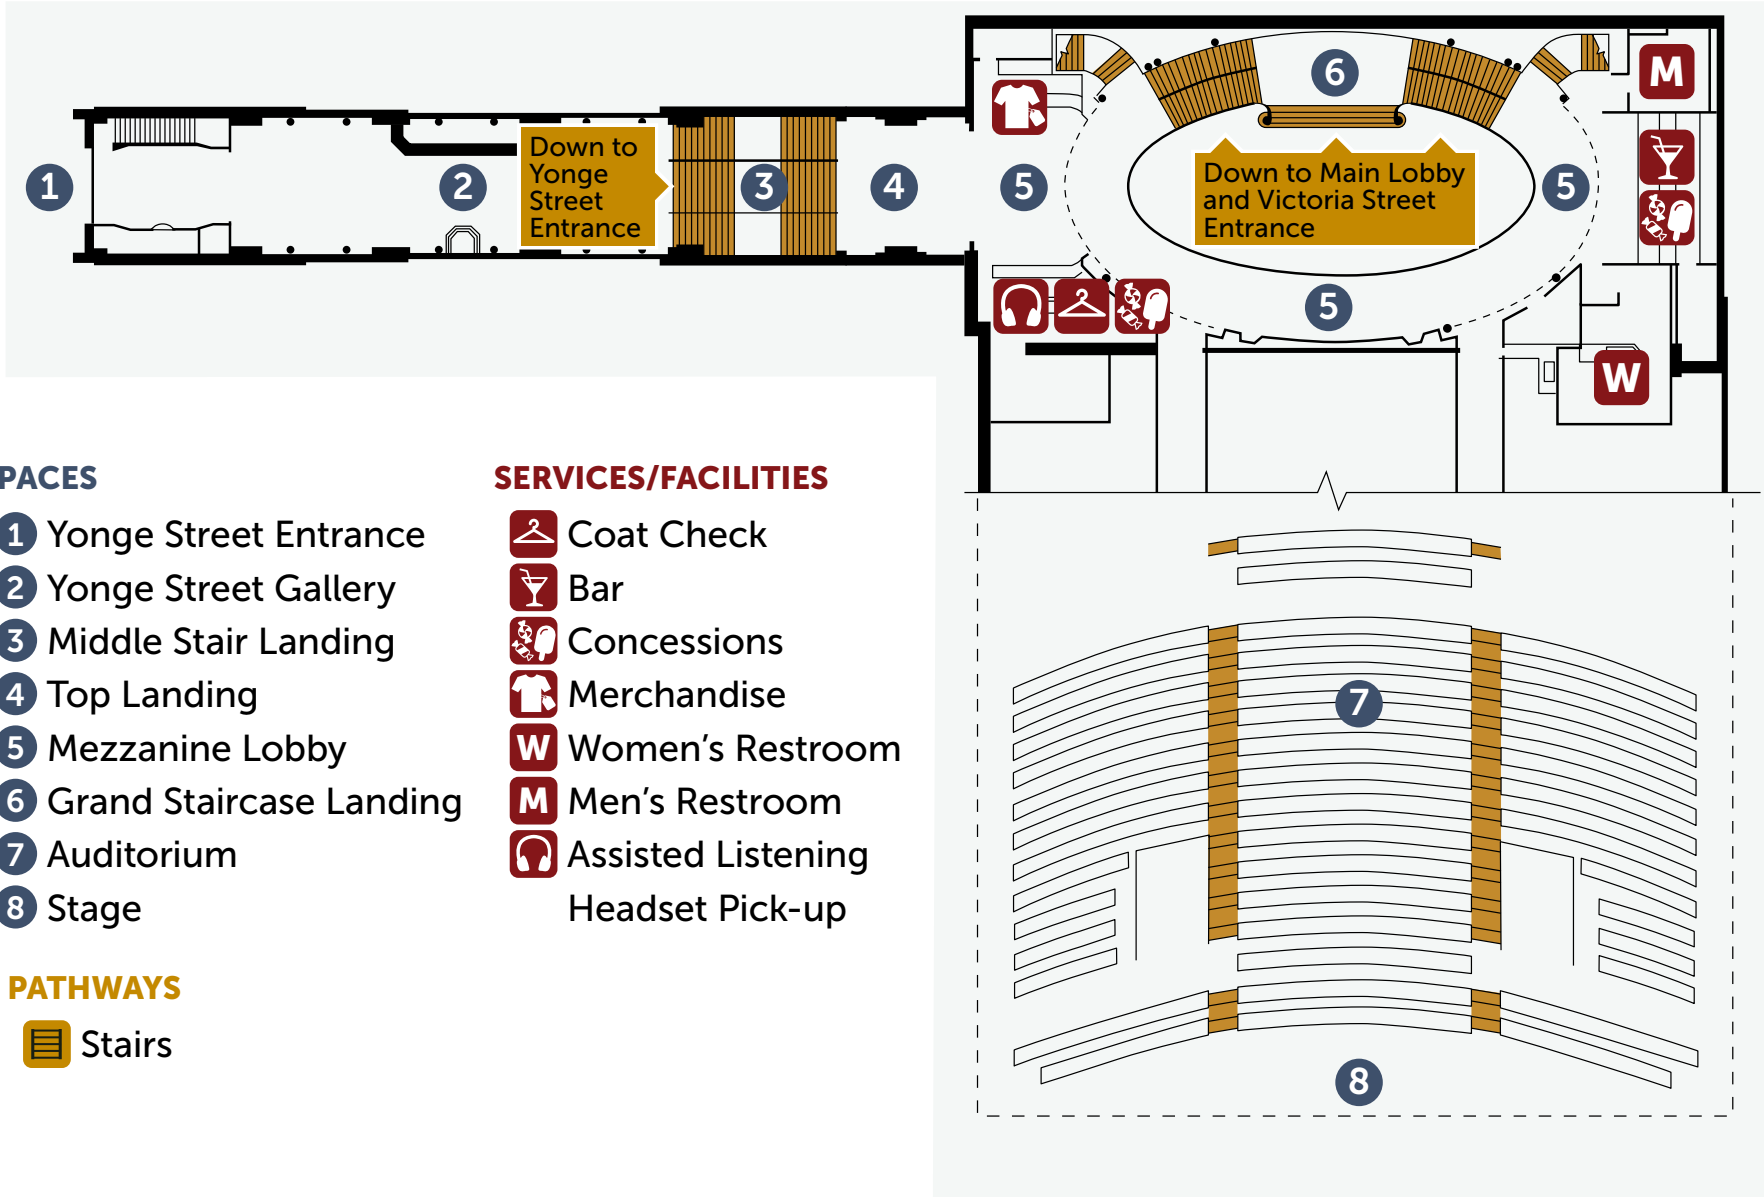 1
2
Down to
Yonge
Street
Entrance
3
4
5
6
Down to Main Lobby
and Victoria Street
Entrance
5
5
M
W
PACES
1 Yonge Street Entrance
2 Yonge Street Gallery
3 Middle Stair Landing
4 Top Landing
5 Mezzanine Lobby
6 Grand Staircase Landing
7 Auditorium
8 Stage
SERVICES/FACILITIES
Coat Check
Bar
Concessions
Merchandise
W Women's Restroom
M Men's Restroom
Assisted Listening
Headset Pick-up
PATHWAYS
Stairs
7
8